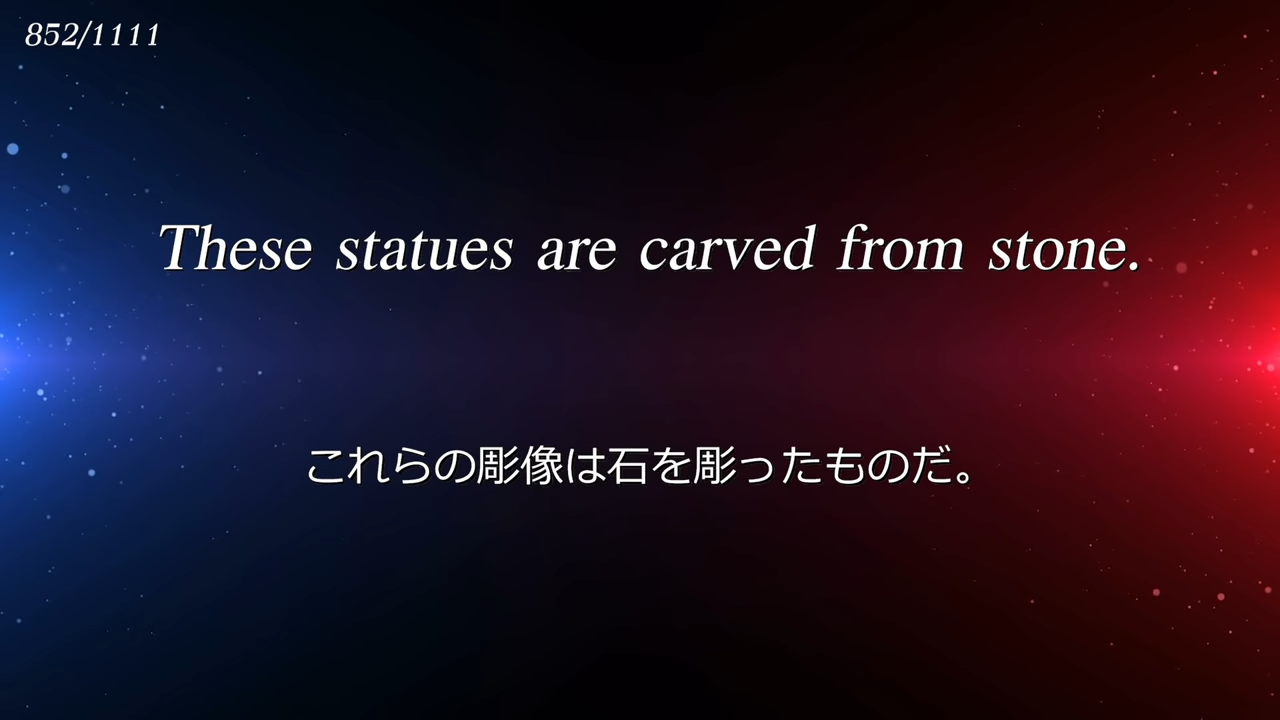 852/1111
These statues are carved from stone.
これらの彫像は石を彫ったものだ。